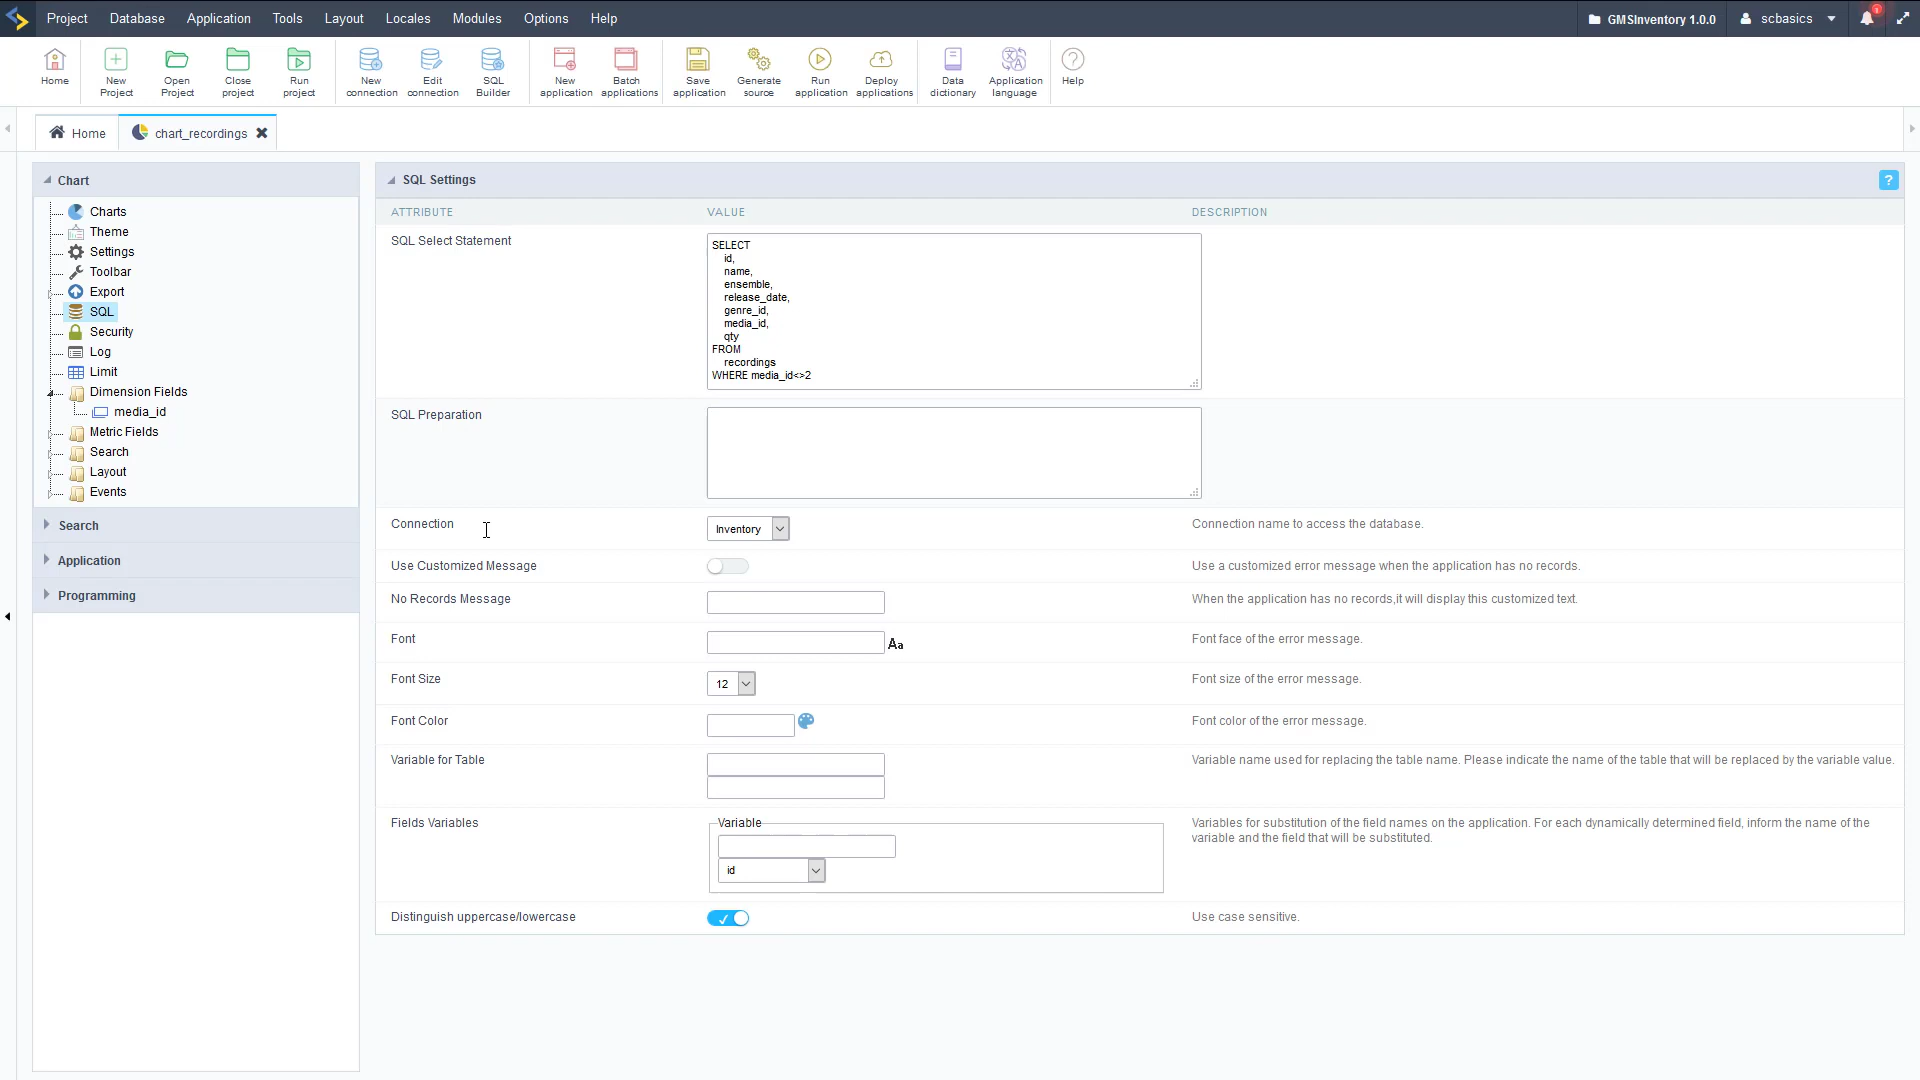 Project Database Application Tools Layout Locales Modules Options Help GMSInventory 1.0.0 scbasics
Home
New
Project
Open
Project
Close
project
Run
project
New
connection
Edit
connection
SQL
Builder
New
application
Batch
applications
Save
application
Generate
source
Run
application
Deploy
applications
Data
dictionary
Application
language
Help
Home chart_recordings
Chart
Charts
Theme
Settings
Toolbar
Export
SQL
Security
Log
Limit
Dimension Fields
media_id
Metric Fields
Search
Layout
Events
Search
Application
Programming
SQL Settings ?
ATTRIBUTE VALUE DESCRIPTION
SQL Select Statement
SELECT
id,
name,
ensemble,
release_date,
genre_id,
media_id,
qty
FROM
recordings
WHERE media_id<>2
SQL Preparation
Connection Inventory Connection name to access the database.
Use Customized Message Use a customized error message when the application has no records.
No Records Message When the application has no records,it will display this customized text.
Font Aa Font face of the error message.
Font Size 12 Font size of the error message.
Font Color Font color of the error message.
Variable for Table Variable name used for replacing the table name. Please indicate the name of the table that will be replaced by the variable value.
Fields Variables Variable Variables for substitution of the field names on the application. For each dynamically determined field, inform the name of the
variable and the field that will be substituted.
id
Distinguish uppercase/lowercase Use case sensitive.